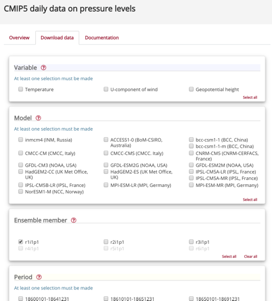 CMIP5 daily data on pressure levels
Overview Download data Documentation
Variable ?
At least one selection must be made
Temperature U-component of wind Geopotential height
Select all
Model ?
At least one selection must be made
inmcm4 (INM, Russia) ACCESS1-0 (BoM-CSIRO, Australia) bcc-csm1-1 (BCC, China)
bcc-csm1-1-m (BCC, China)
CMCC-CM (CMCC, Italy) CMCC-CMS (CMCC, Italy) CNRM-CM5 (CNRM-CERFACS, France)
GFDL-CM3 (NOAA, USA) GFDL-ESM2G (NOAA, USA) GFDL-ESM2M (NOAA, USA)
HadGEM2-CC (UK Met Office, UK) HadGEM2-ES (UK Met Office, UK) IPSL-CM5A-LR (IPSL, France)
IPSL-CM5A-MR (IPSL, France)
IPSL-CM5B-LR (IPSL, France) MPI-ESM-LR (MPI, Germany) MPI-ESM-MR (MPI, Germany)
NorESM1-M (NCC, Norway)
Select all
Ensemble member ?
r1i1p1 r2i1p1 r3i1p1
Select all Clear all
Period ?
At least one selection must be made
18600101-18641231 18610101-18651231 18650101-18691231